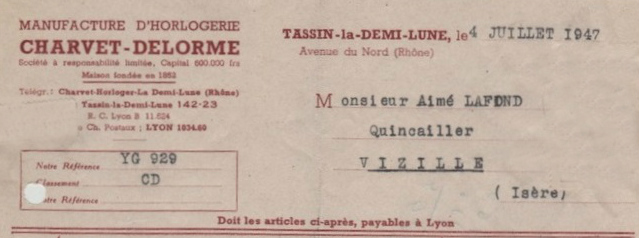 MANUFACTURE D'HORLOGERIE
CHARVET-DELORME
Société à responsabilité limitée, Capital 600.000 frs
Maison fondée en 1852
Télégr.: Charvet-Horloger-La Demi-Lune (Rhône)
Tassin-la-Demi-Lune 142-23
R. C. Lyon B 11.624
Ch. Postaux : LYON 1034.60
TASSIN-la-DEMI-LUNE, le 4 JUILLET 1947
Avenue du Nord (Rhône)
Monsieur Aimé LAFOND
Quincailler
VIZILLE
(Isère)
Notre Référence YG 929
Classement CD
otre Référence
Doit les articles ci-après, payables à Lyon